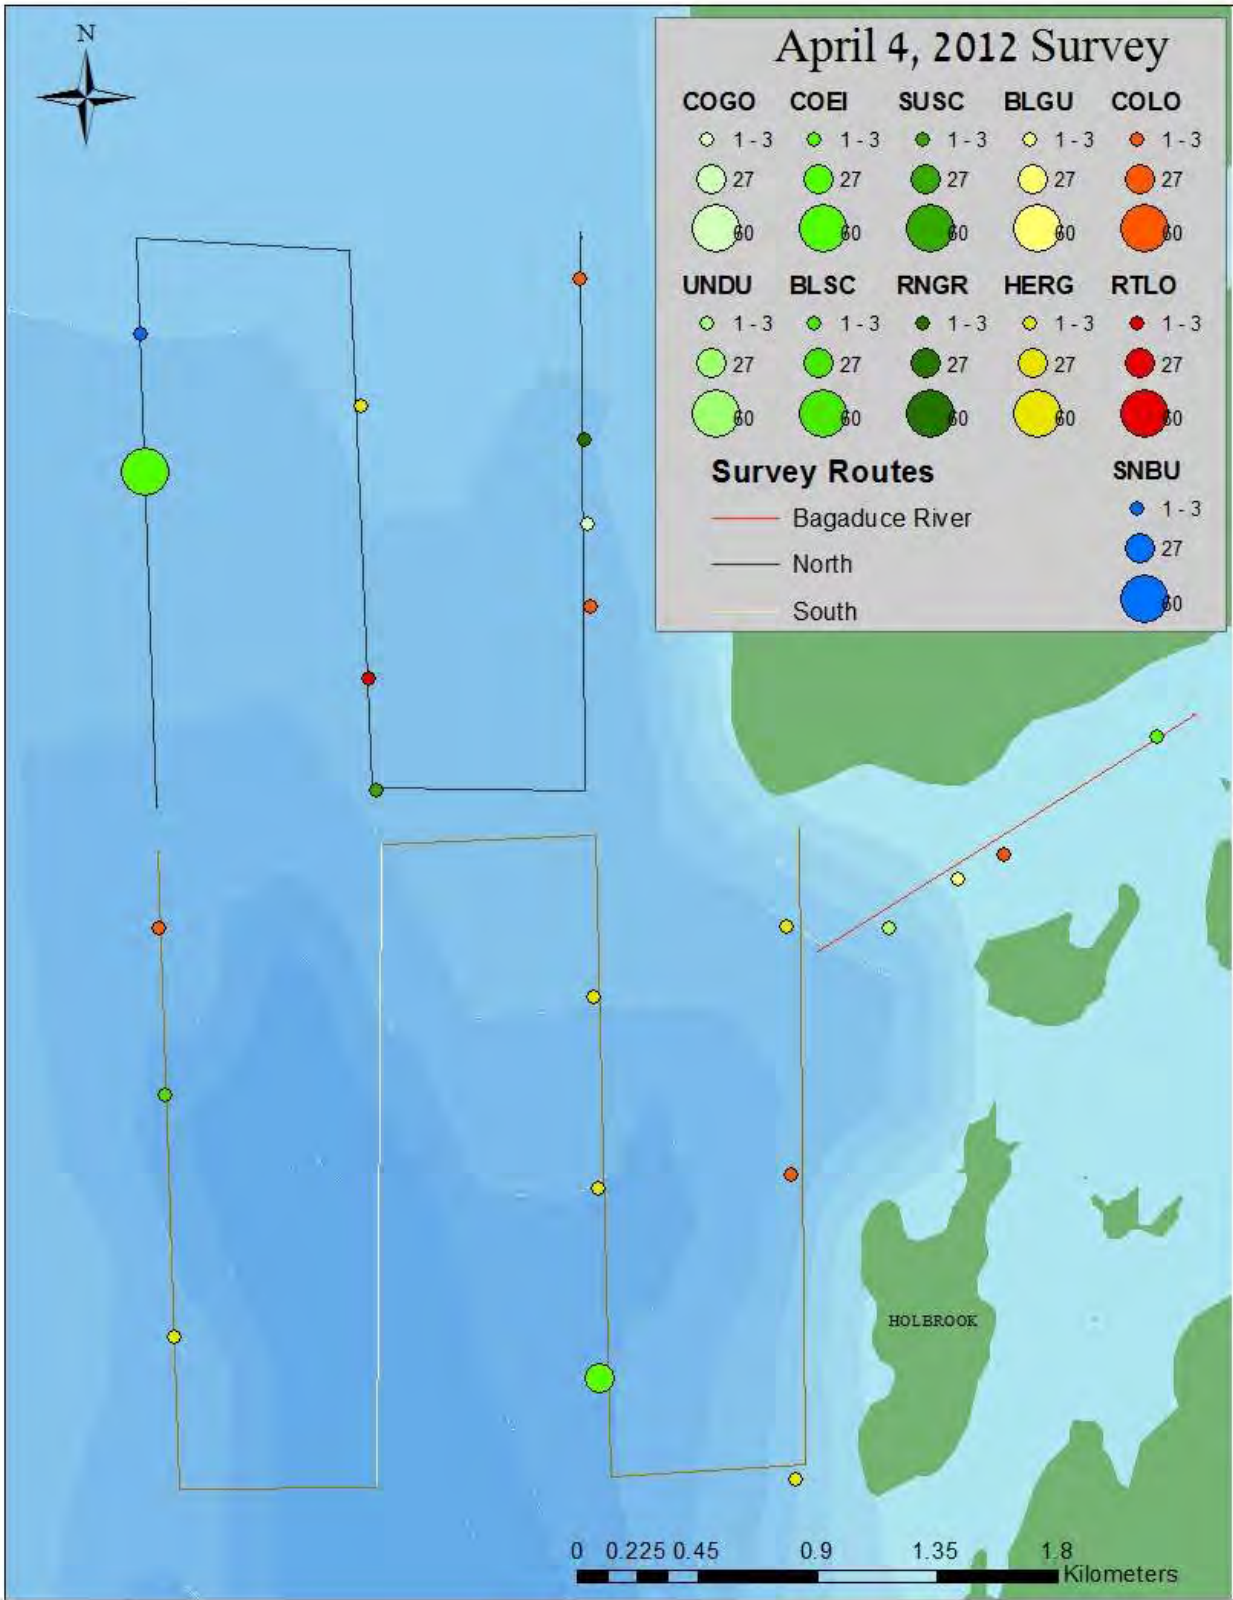 N
April 4, 2012 Survey
COGO COEI SUSC BLGU COLO
1 - 3 1 - 3 1 - 3 1 - 3 1 - 3
27 27 27 27 27
60 60 60 60 60
UNDU BLSC RNGR HERG RTLO
1 - 3 1 - 3 1 - 3 1 - 3 1 - 3
27 27 27 27 27
60 60 60 60 60
Survey Routes SNBU
1 - 3
Bagaduce River
27
North
60
South
HOLBROOK
0 0.225 0.45 0.9 1.35 1.8
Kilometers